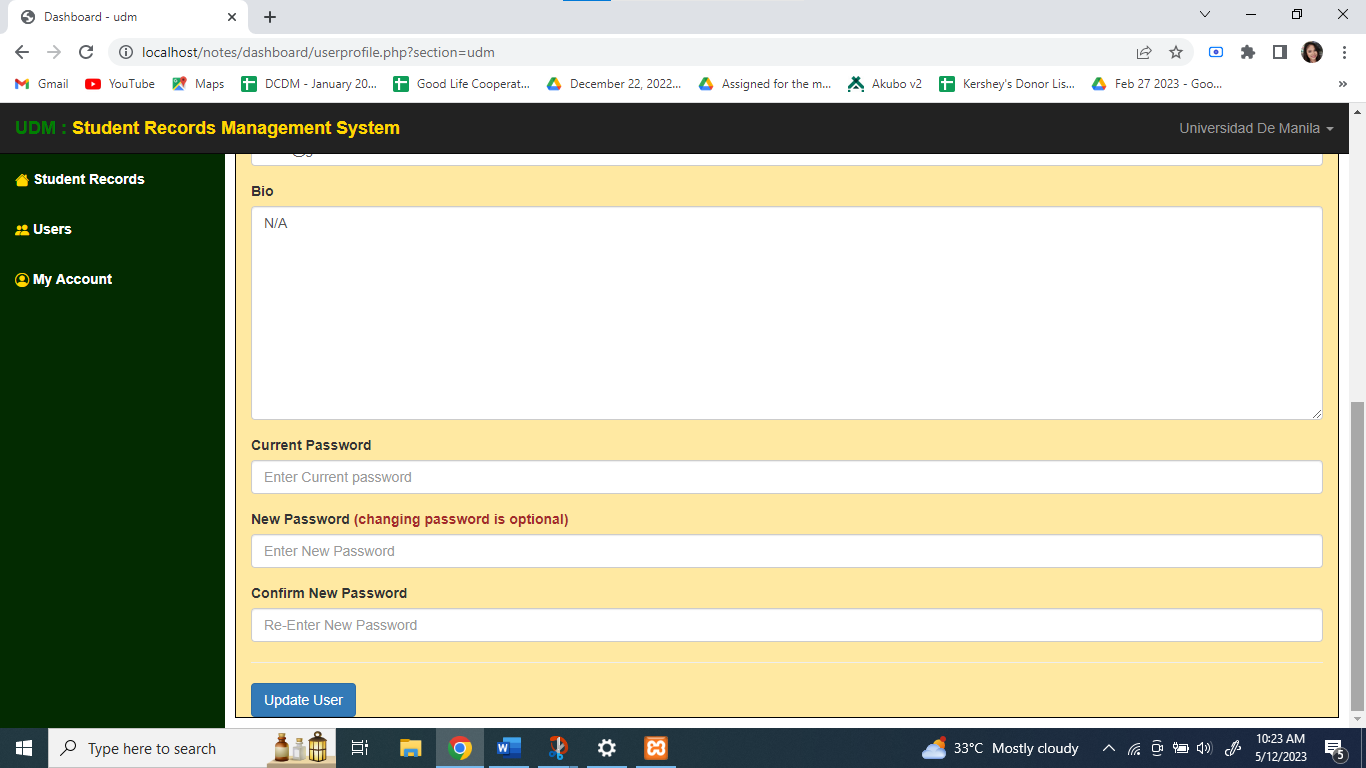 Dashboard - udm
localhost/notes/dashboard/userprofile.php?section=udm
Gmail YouTube Maps DCDM - January 20... Good Life Cooperat... December 22, 2022... Assigned for the m... Akubo v2 Kershey's Donor Lis... Feb 27 2023 - Goo... »
UDM : Student Records Management System
Universidad De Manila
Student Records
Users
My Account
Bio
N/A
Current Password
Enter Current password
New Password (changing password is optional)
Enter New Password
Confirm New Password
Re-Enter New Password
Update User
Type here to search
33°C Mostly cloudy
10:23 AM
5/12/2023
5